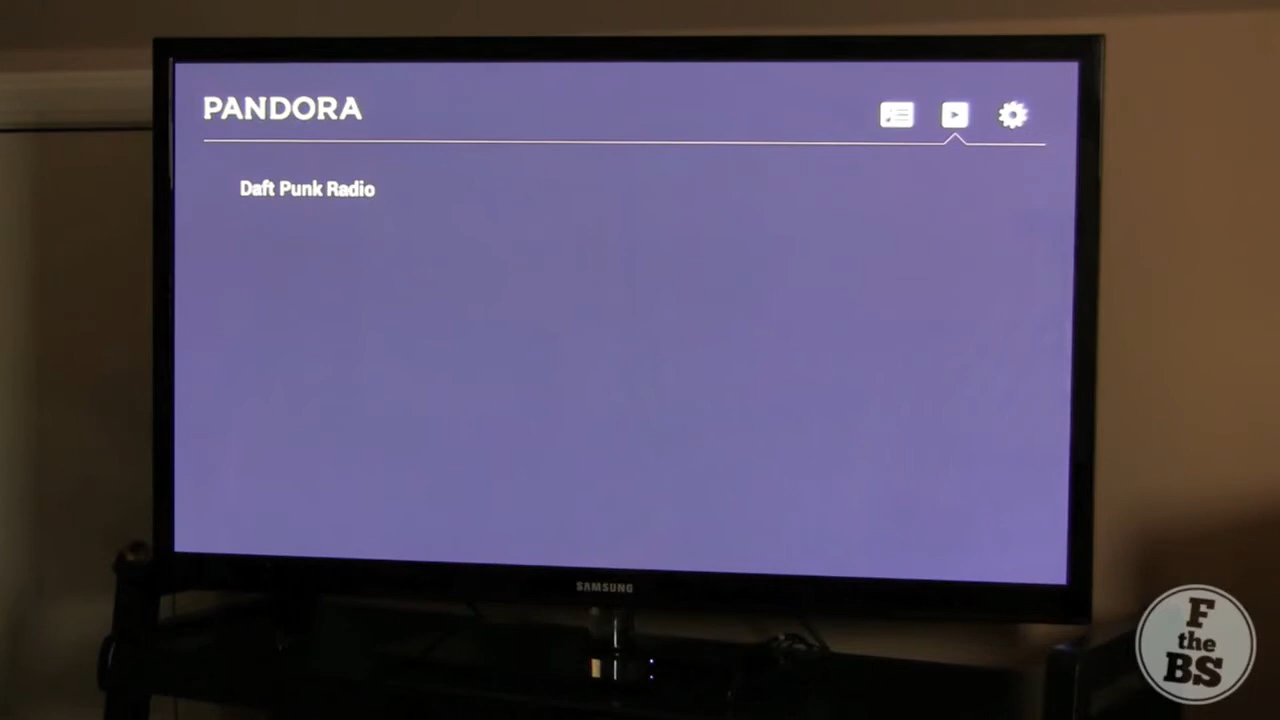 PANDORA
Daft Punk Radio
SAMSUNG
F
the
BS